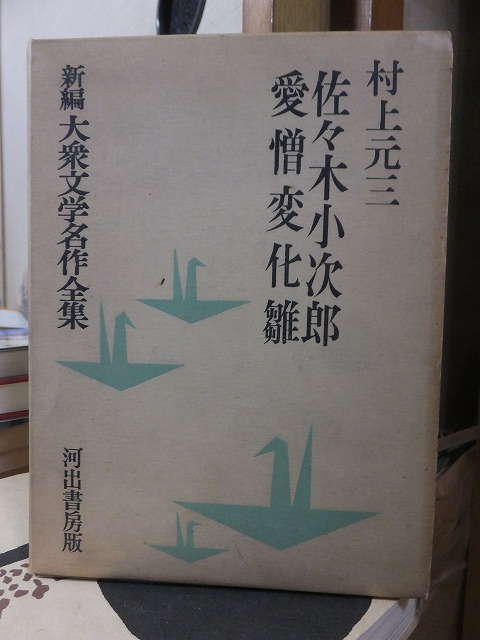 村上元三
佐々木小次郎
愛憎変化雛
新編 大衆文学名作全集
河出書房版